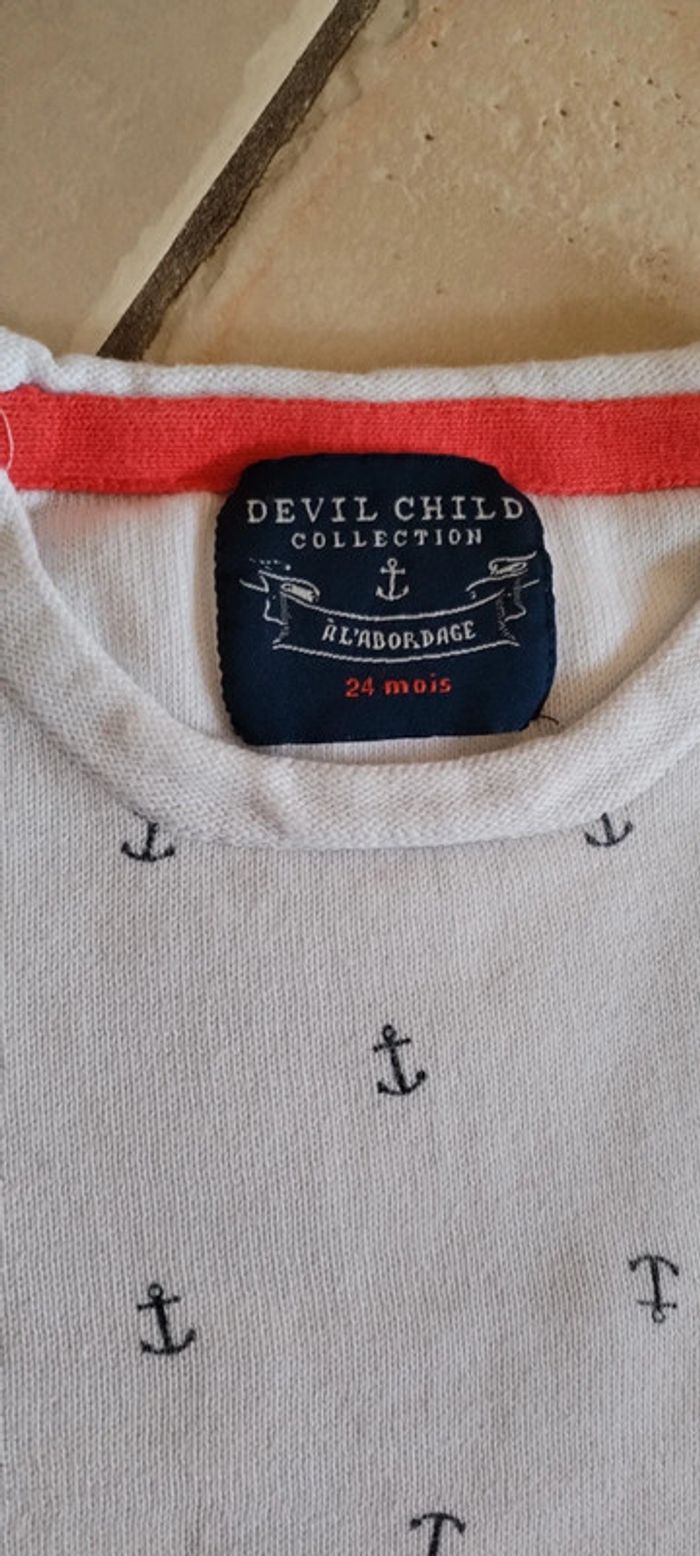 DEVIL CHILD
COLLECTION
À L'ABORDAGE
24 mois